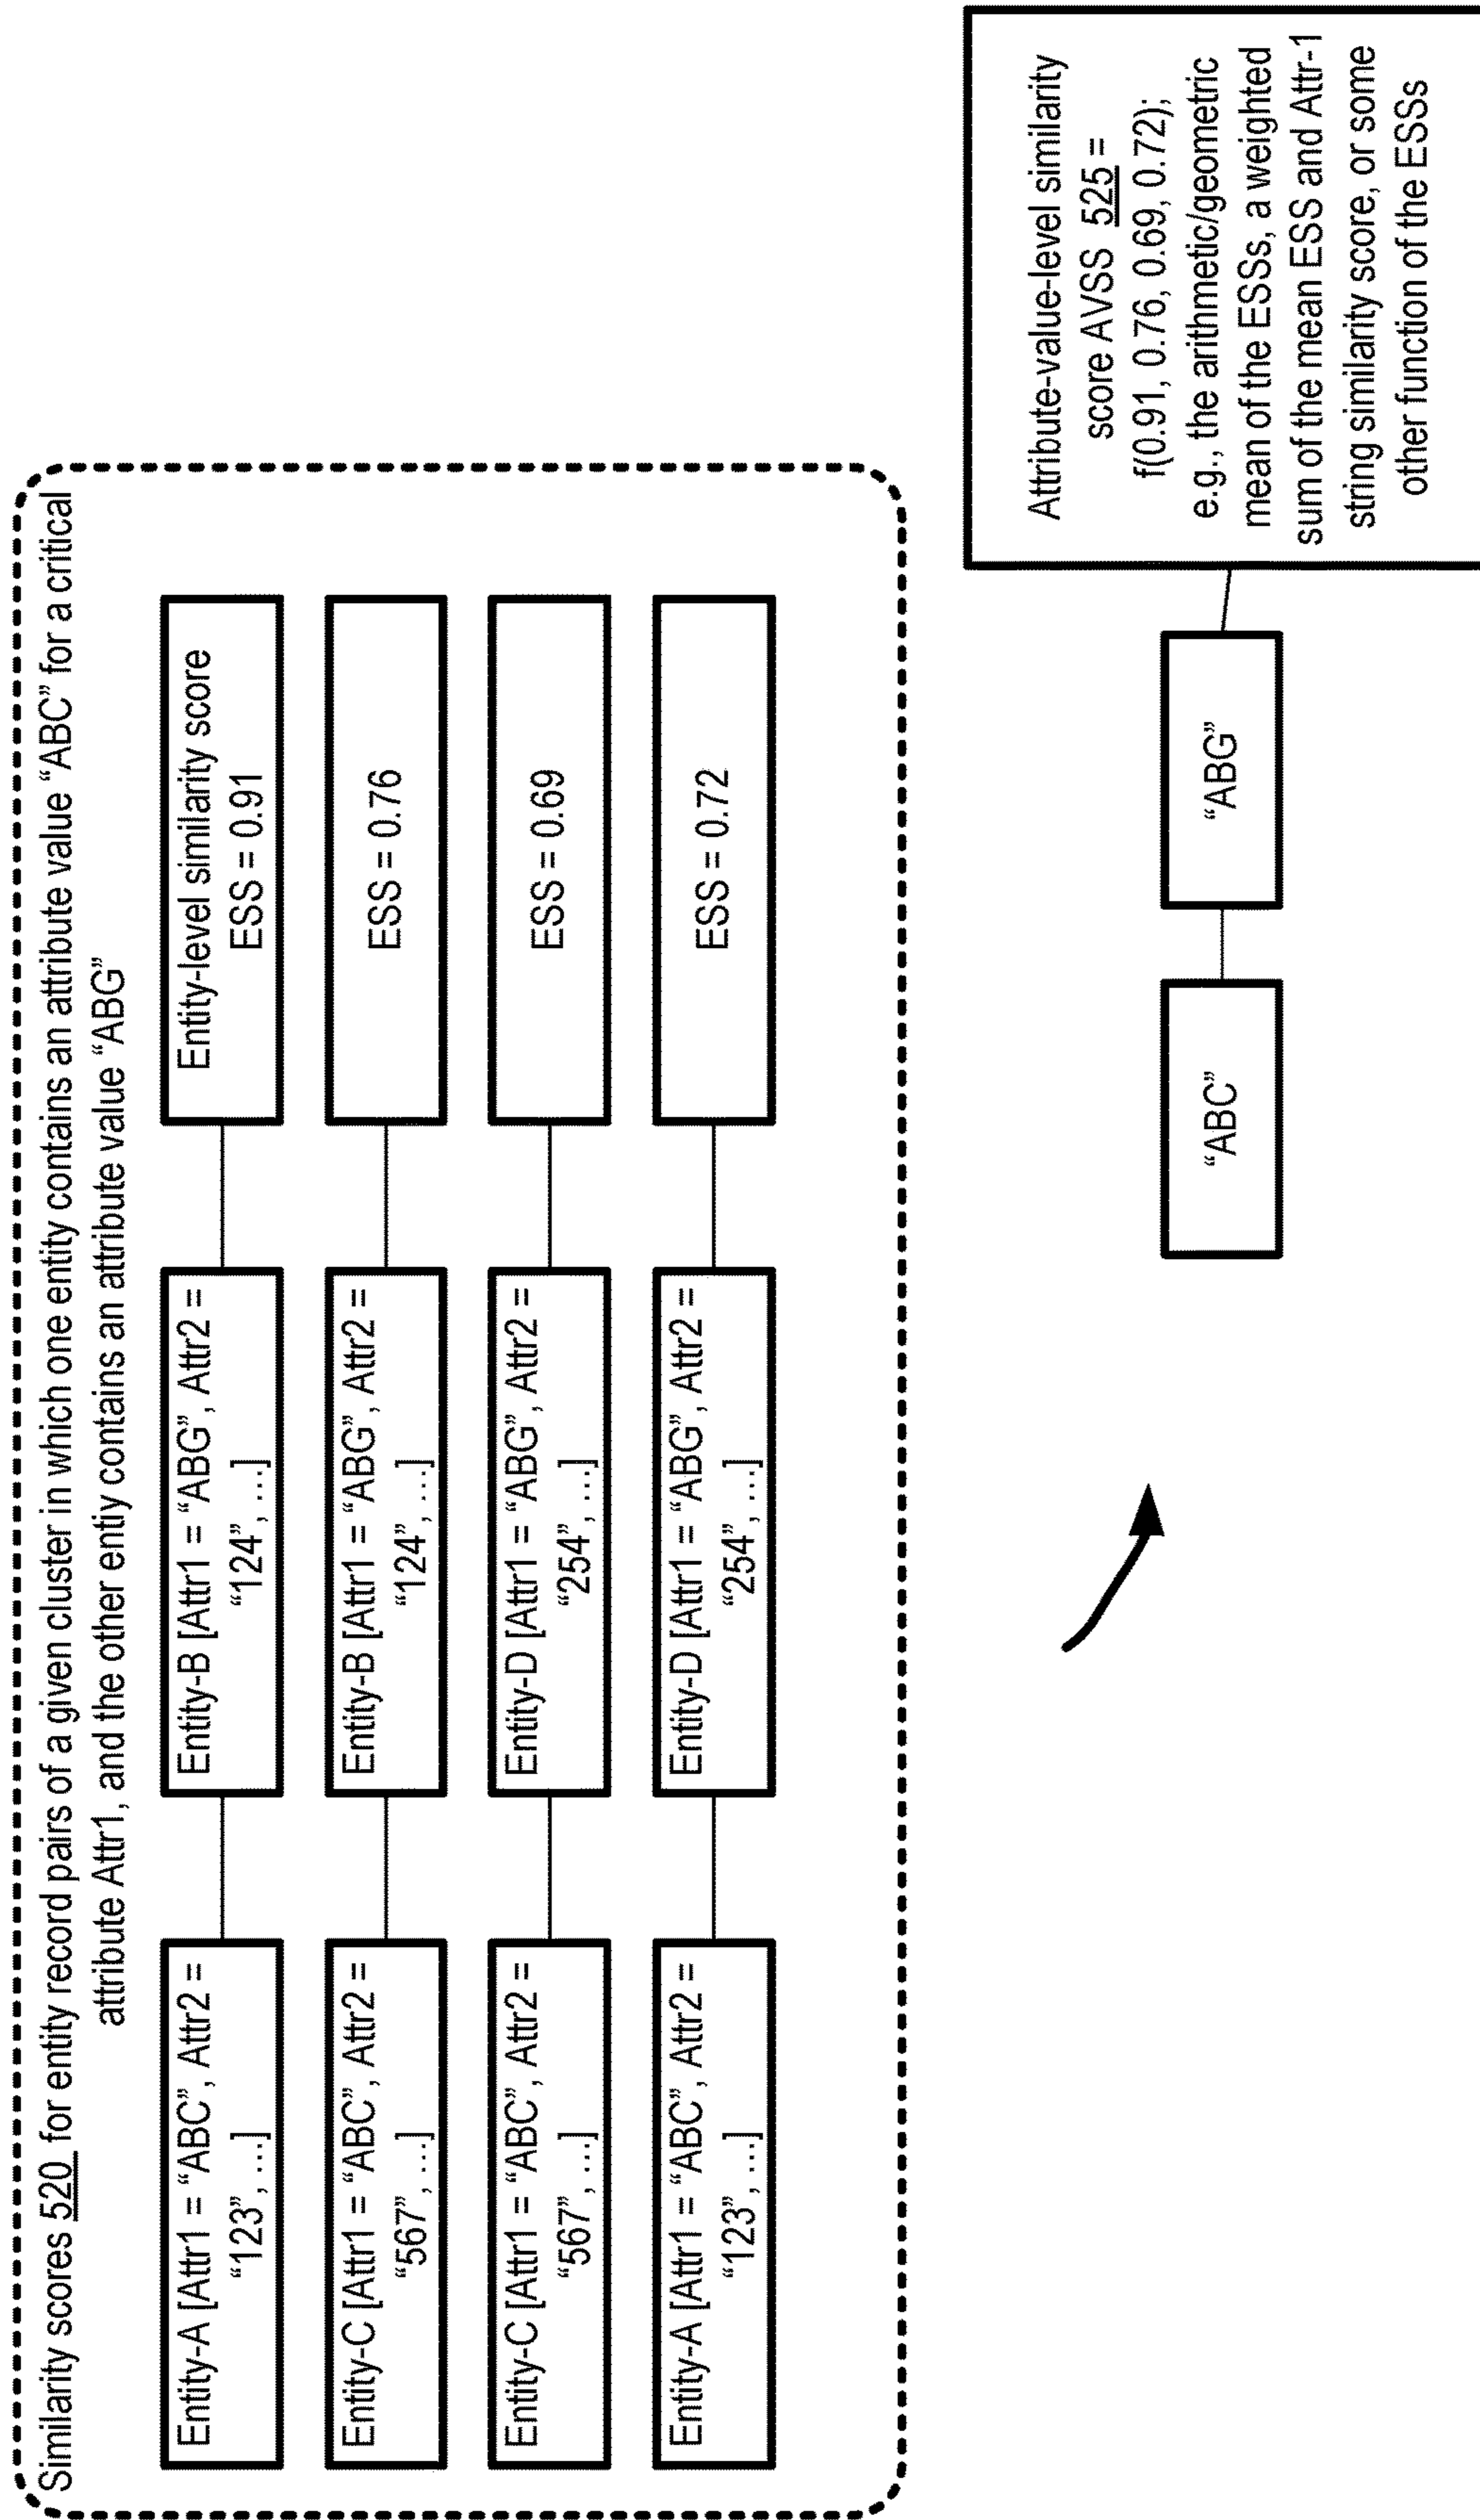 Similarity scores 520 for entity record pairs of a given cluster in which one entity contains an attribute value “ABC” for a critical
attribute Attr1, and the other entiy contains an attribute value “ABG”
Entity-A [Attr1 = “ABC”, Attr2 =
“123”, ...]
Entity-B [Attr1 = “ABG”, Attr2 =
“124”, ...]
Entity-level similarity score
ESS = 0.91
Entity-C [Attr1 = “ABC”, Attr2 =
“567”, ...]
Entity-B [Attr1 = “ABG”, Attr2 =
“124”, ...]
ESS = 0.76
Entity-C [Attr1 = “ABC”, Attr2 =
“567”, ...]
Entity-D [Attr1 = “ABG”, Attr2 =
“254”, ...]
ESS = 0.69
Entity-A [Attr1 = “ABC”, Attr2 =
“123”, ...]
Entity-D [Attr1 = “ABG”, Attr2 =
“254”, ...]
ESS = 0.72
“ABC”
“ABG”
Attribute-value-level similarity
score AVSS 525 =
f(0.91, 0.76, 0.69, 0.72);
e.g., the arithmetic/geometric
mean of the ESSs, a weighted
sum of the mean ESS and Attr-1
string similarity score, or some
other function of the ESSs